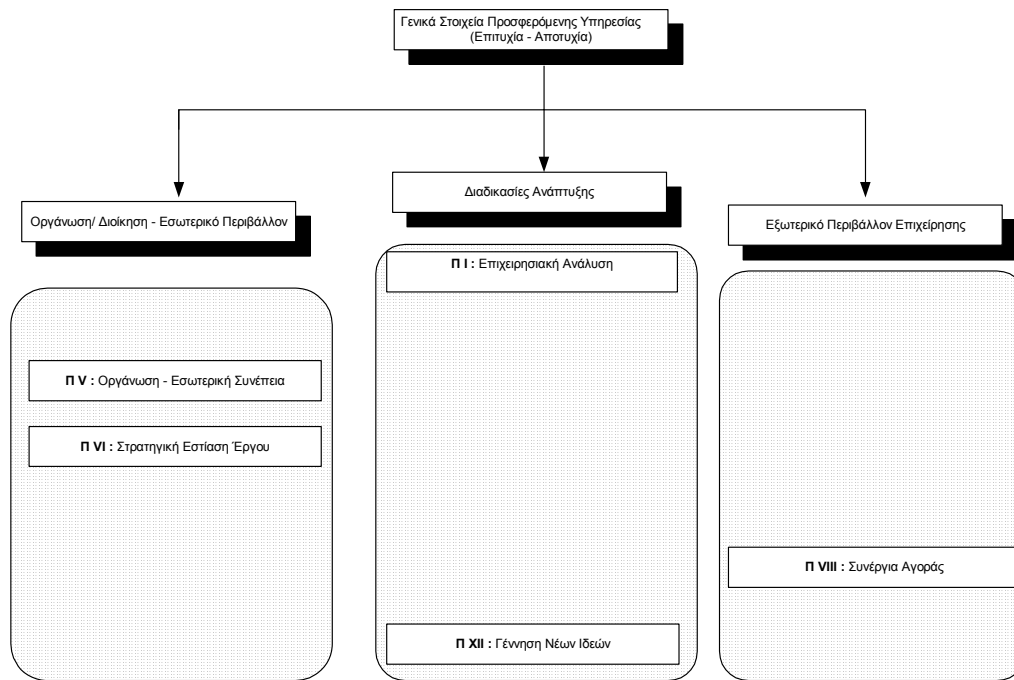 Γενικά Στοιχεία Προσφερόμενης Υπηρεσίας
(Επιτυχία - Αποτυχία)
Οργάνωση/ Διοίκηση - Εσωτερικό Περιβάλλον
Διαδικασίες Ανάπτυξης
Εξωτερικό Περιβάλλον Επιχείρησης
Π V : Οργάνωση - Εσωτερική Συνέπεια
Π VI : Στρατηγική Εστίαση Έργου
Π I : Επιχειρησιακή Ανάλυση
Π XII : Γέννηση Νέων Ιδεών
Π VIII : Συνέργια Αγοράς